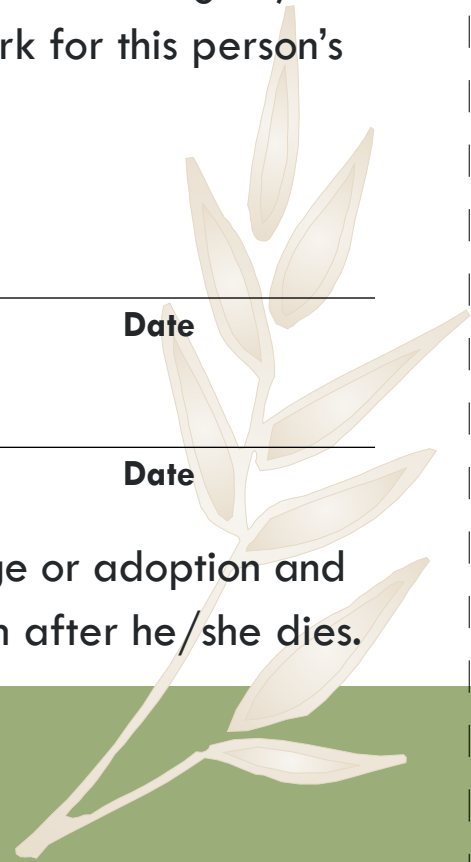 rk for this person's
Date
Date
ge or adoption and
n after he/she dies.